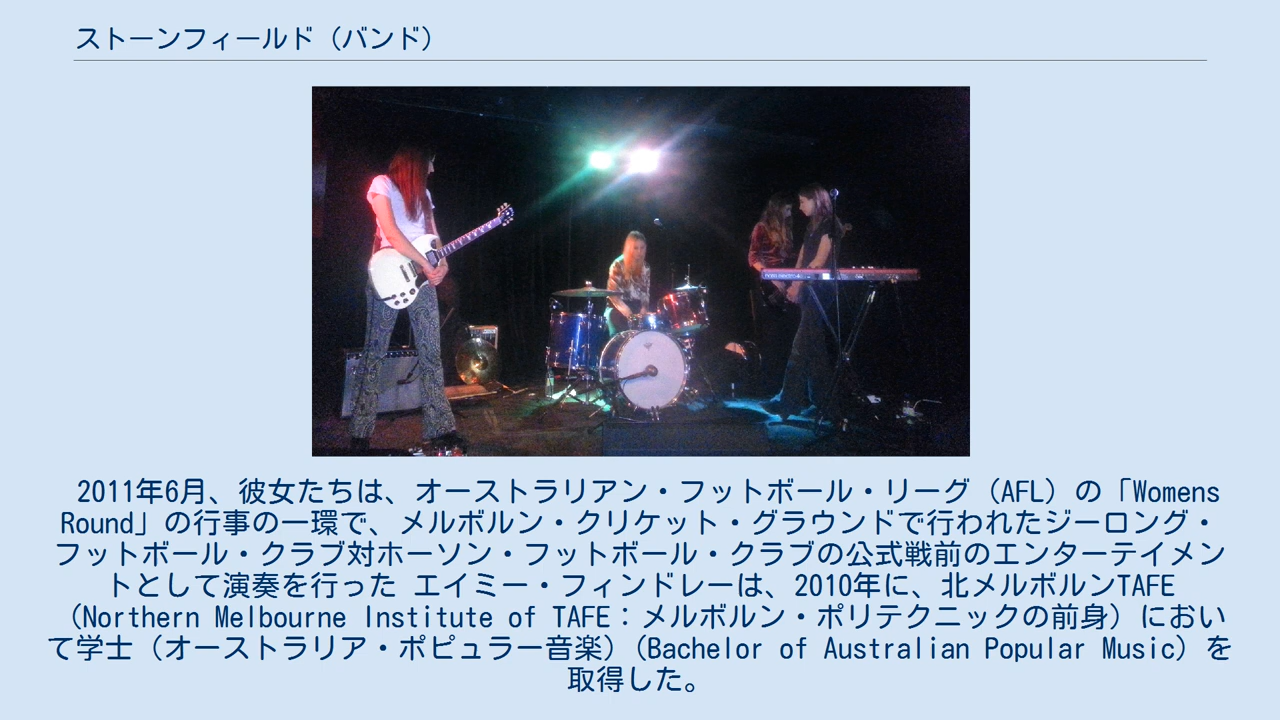 ストーンフィールド（バンド）
2011年6月、彼女たちは、オーストラリアン・フットボール・リーグ（AFL）の「Womens
Round」の行事の一環で、メルボルン・クリケット・グラウンドで行われたジーロング・
フットボール・クラブ対ホーソン・フットボール・クラブの公式戦前のエンターテイメン
トとして演奏を行った エイミー・フィンドレーは、2010年に、北メルボルンTAFE
（Northern Melbourne Institute of TAFE：メルボルン・ポリテクニックの前身）におい
て学士（オーストラリア・ポピュラー音楽）（Bachelor of Australian Popular Music）を
取得した。